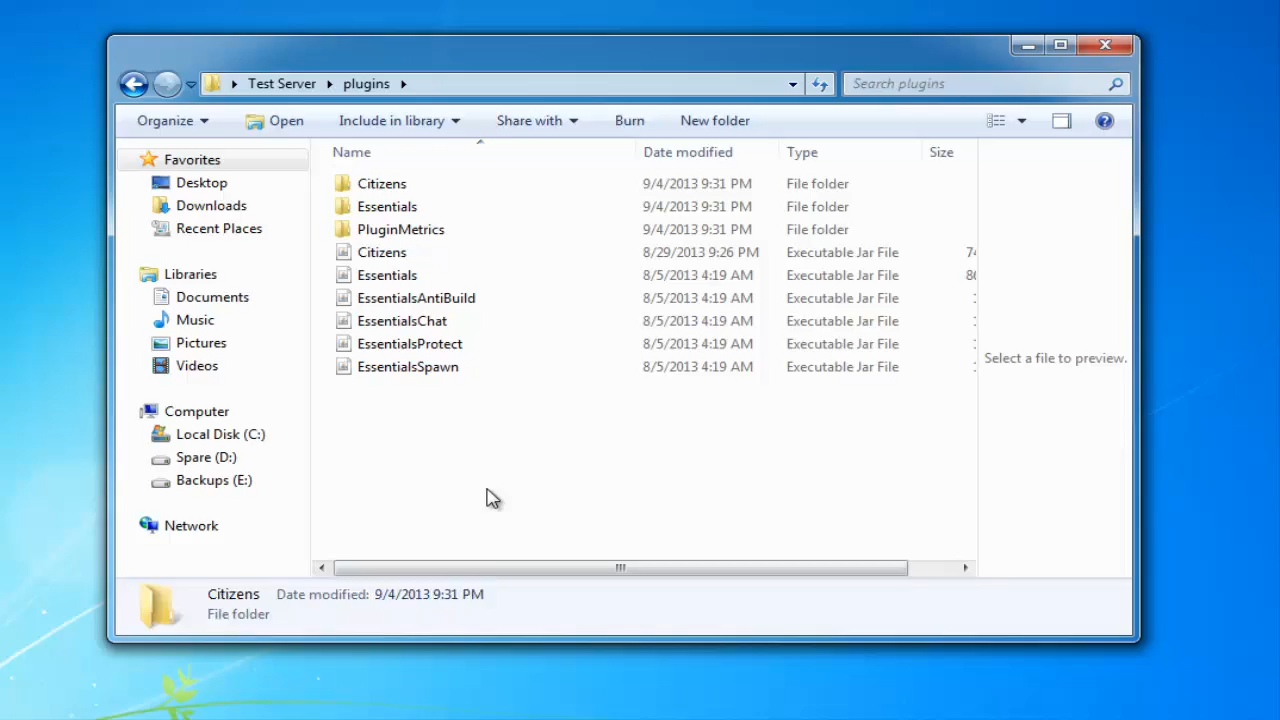 Test Server plugins
Search plugins
Organize Open Include in library Share with Burn New folder
Name Date modified Type Size
Favorites
Desktop
Downloads
Recent Places
Libraries
Documents
Music
Pictures
Videos
Computer
Local Disk (C:)
Spare (D:)
Backups (E:)
Network
Citizens 9/4/2013 9:31 PM File folder
Essentials 9/4/2013 9:31 PM File folder
PluginMetrics 9/4/2013 9:31 PM File folder
Citizens 8/29/2013 9:26 PM Executable Jar File
Essentials 8/5/2013 4:19 AM Executable Jar File
EssentialsAntiBuild 8/5/2013 4:19 AM Executable Jar File
EssentialsChat 8/5/2013 4:19 AM Executable Jar File
EssentialsProtect 8/5/2013 4:19 AM Executable Jar File
EssentialsSpawn 8/5/2013 4:19 AM Executable Jar File
Select a file to preview.
Citizens Date modified: 9/4/2013 9:31 PM
File folder